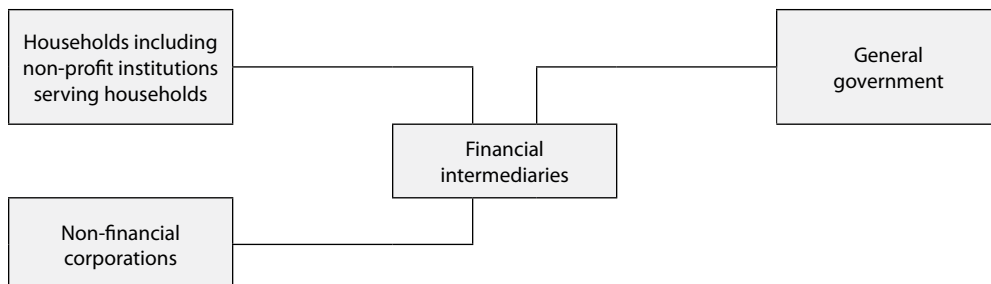 Households including
non-profit institutions
serving households
General
government
Financial
intermediaries
Non-financial
corporations